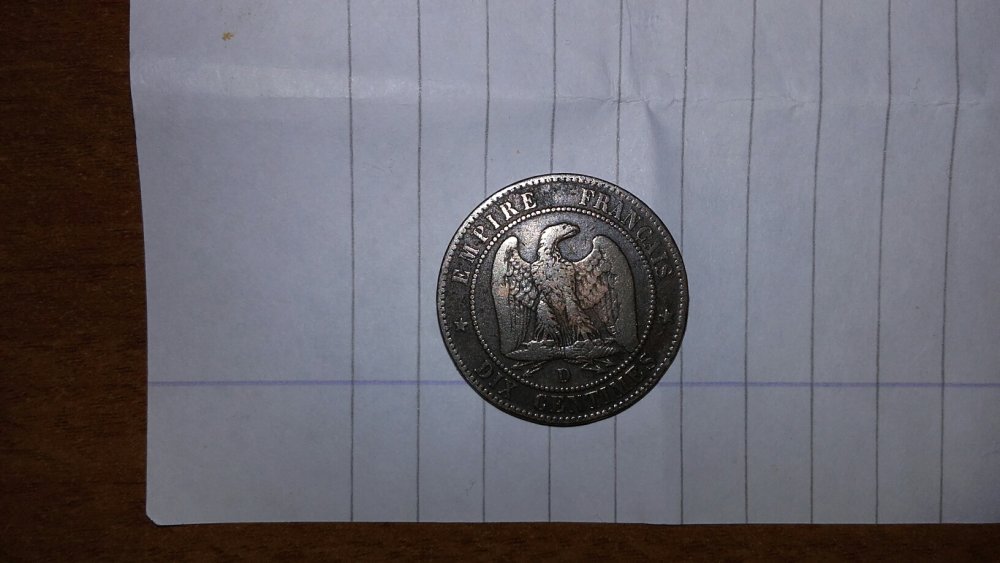 EMPIRE FRANÇAIS
D
DIX CENTIMES